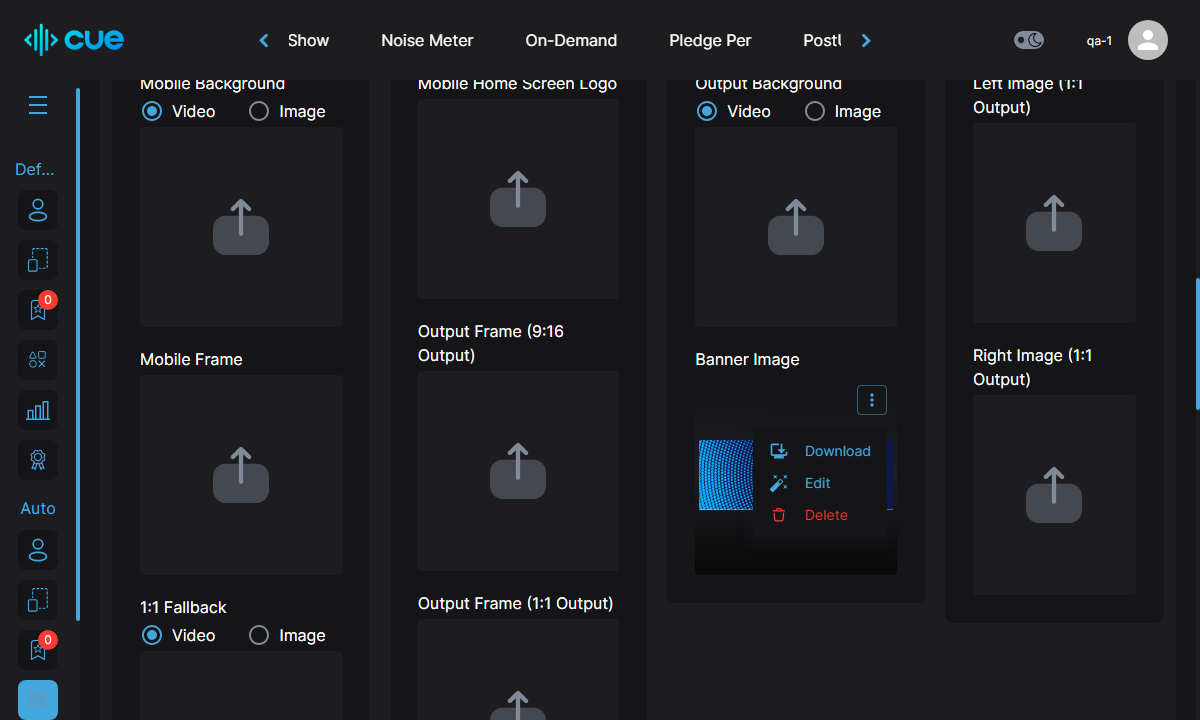 cue
Show
Noise Meter
On-Demand
Pledge Per
qa-1
Def...
0
Auto
0
Mobile Background
Video
Image
Mobile Frame
1:1 Fallback
Video
Image
Mobile Home Screen Logo
Output Frame (9:16
Output)
Output Frame (1:1 Output)
Output Background
Video
Image
Banner Image
Download
Edit
Delete
Left Image (1:1
Output)
Right Image (1:1
Output)